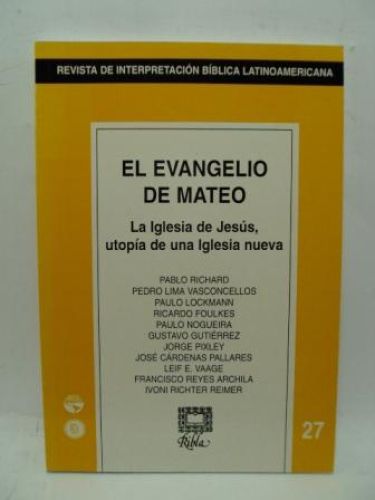 REVISTA DE INTERPRETACIÓN BÍBLICA LATINOAMERICANA
EL EVANGELIO
DE MATEO
La Iglesia de Jesús,
utopía de una Iglesia nueva
PABLO RICHARD
PEDRO LIMA VASCONCELLOS
PAULO LOCKMANN
RICARDO FOULKES
PAULO NOGUEIRA
GUSTAVO GUTIÉRREZ
JORGE PIXLEY
JOSÉ CÁRDENAS PALLARES
LEIF E. VAAGE
FRANCISCO REYES ARCHILA
IVONI RICHTER REIMER
Ribla
27